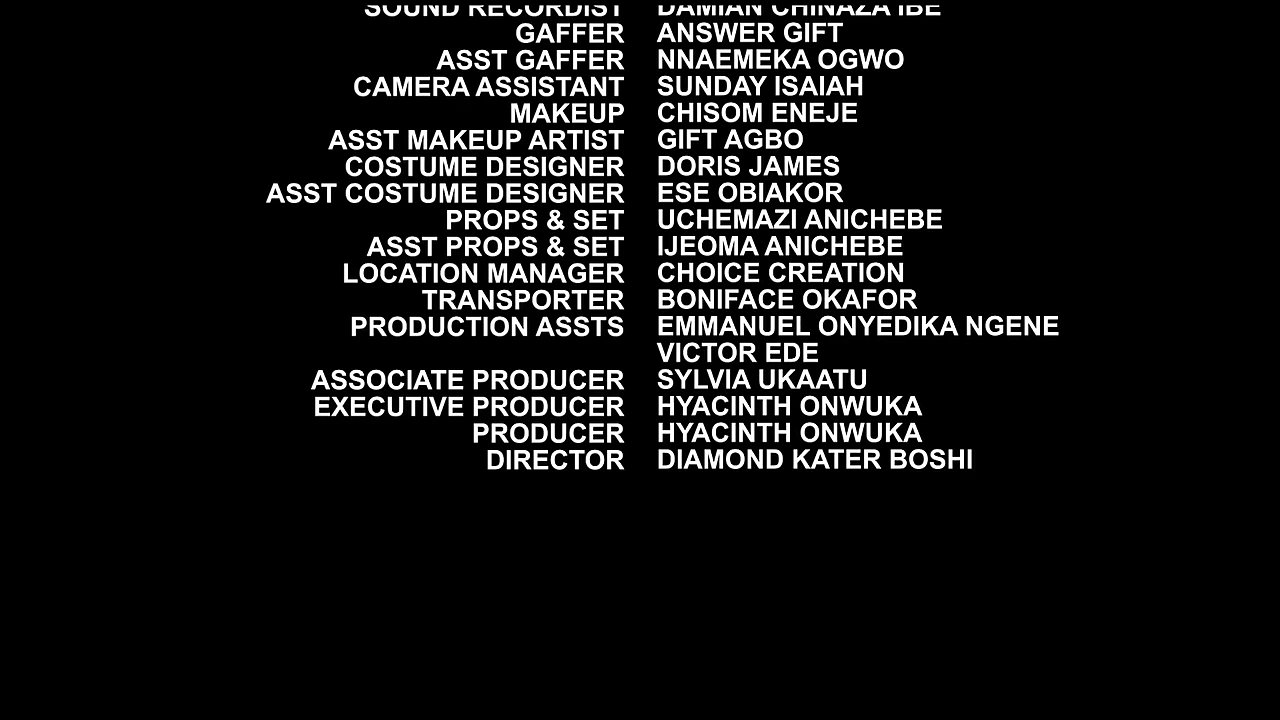 SOUND RECORDIST DAMIAN CHINAZA IBE
GAFFER ANSWER GIFT
ASST GAFFER NNAEMEKA OGWO
CAMERA ASSISTANT SUNDAY ISAIAH
MAKEUP CHISOM ENEJE
ASST MAKEUP ARTIST GIFT AGBO
COSTUME DESIGNER DORIS JAMES
ASST COSTUME DESIGNER ESE OBIAKOR
PROPS & SET UCHEMAZI ANICHEBE
ASST PROPS & SET IJEOMA ANICHEBE
LOCATION MANAGER CHOICE CREATION
TRANSPORTER BONIFACE OKAFOR
PRODUCTION ASSTS EMMANUEL ONYEDIKA NGENE
VICTOR EDE
ASSOCIATE PRODUCER SYLVIA UKAATU
EXECUTIVE PRODUCER HYACINTH ONWUKA
PRODUCER HYACINTH ONWUKA
DIRECTOR DIAMOND KATER BOSHI